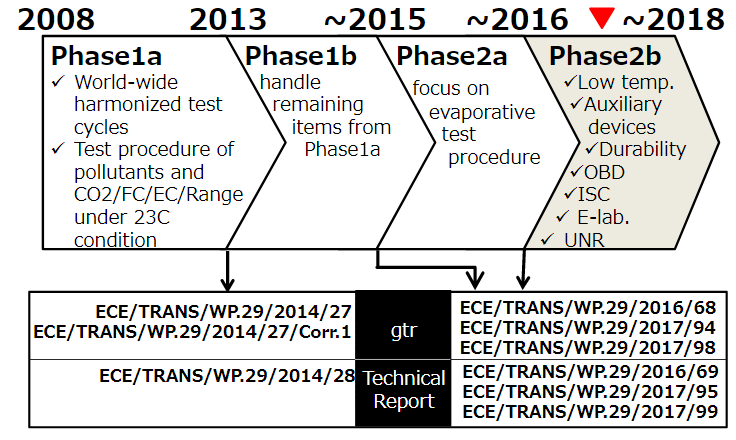 2008 2013 ~2015 ~2016 ~2018
Phase1a
✓ World-wide
harmonized test
cycles
✓ Test procedure of
pollutants and
CO2/FC/EC/Range
under 23C
condition
Phase1b
handle
remaining
items from
Phase1a
Phase2a
focus on
evaporative
test
procedure
Phase2b
✓Low temp.
✓Auxiliary
devices
✓Durability
✓OBD
✓ISC
✓ E-lab.
✓ UNR
ECE/TRANS/WP.29/2014/27
ECE/TRANS/WP.29/2014/27/Corr.1
gtr
ECE/TRANS/WP.29/2016/68
ECE/TRANS/WP.29/2017/94
ECE/TRANS/WP.29/2017/98
ECE/TRANS/WP.29/2014/28
Technical
Report
ECE/TRANS/WP.29/2016/69
ECE/TRANS/WP.29/2017/95
ECE/TRANS/WP.29/2017/99